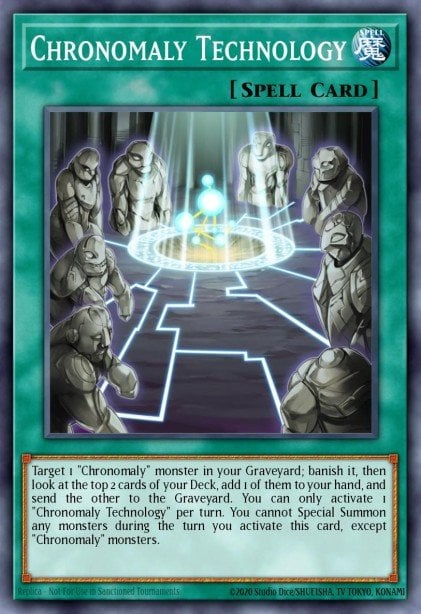 CHRONOMALY TECHNOLOGY
SPELL
魔
[ SPELL CARD ]
Target 1 "Chronomaly" monster in your Graveyard; banish it, then
look at the top 2 cards of your Deck, add 1 of them to your hand, and
send the other to the Graveyard. You can only activate 1
"Chronomaly Technology" per turn. You cannot Special Summon
any monsters during the turn you activate this card, except
"Chronomaly" monsters.
Replica - Not For Use in Sanctioned Tournaments
©2020 Studio Dice/SHUEISHA, TV TOKYO, KONAMI